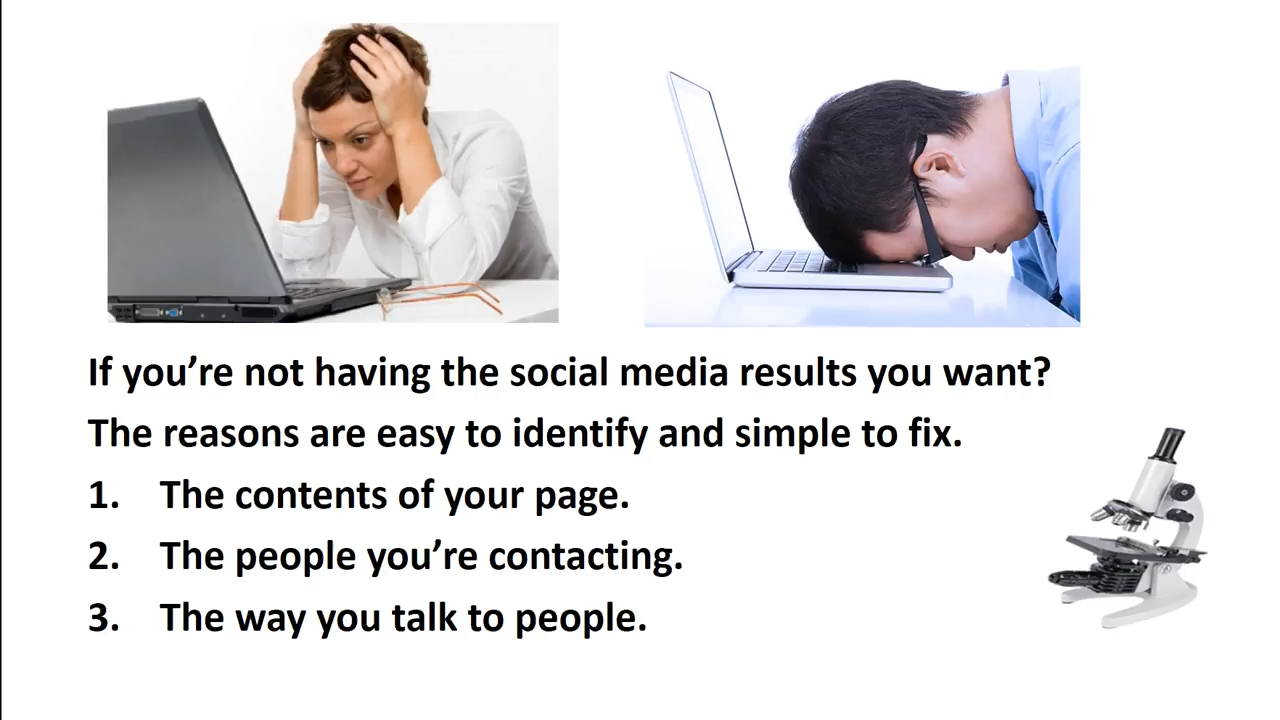 If you’re not having the social media results you want?
The reasons are easy to identify and simple to fix.
1. The contents of your page.
2. The people you’re contacting.
3. The way you talk to people.